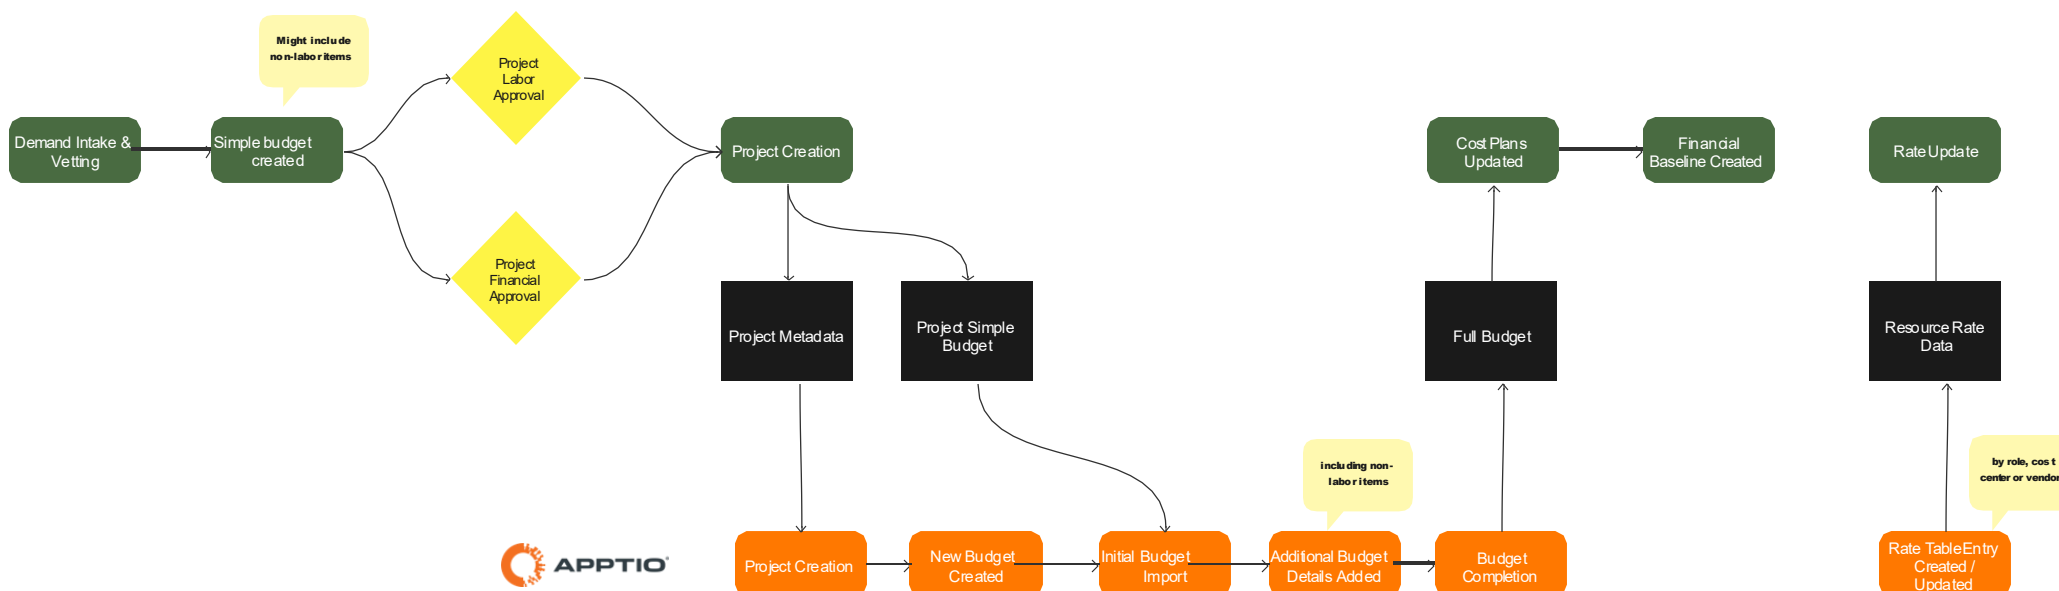 Might include
non-labor items
Project
Labor
Approval
Demand Intake &
Vetting
Simple budget
created
Project Creation
Cost Plans
Updated
Financial
Baseline Created
Rate Update
Project
Financial
Approval
Project Metadata
Project Simple
Budget
Full Budget
Resource Rate
Data
including non-
labor items
by role, cost
center or vendor
APPTIO
Project Creation
New Budget
Created
Initial Budget
Import
Additional Budget
Details Added
Budget
Completion
Rate Table Entry
Created /
Updated